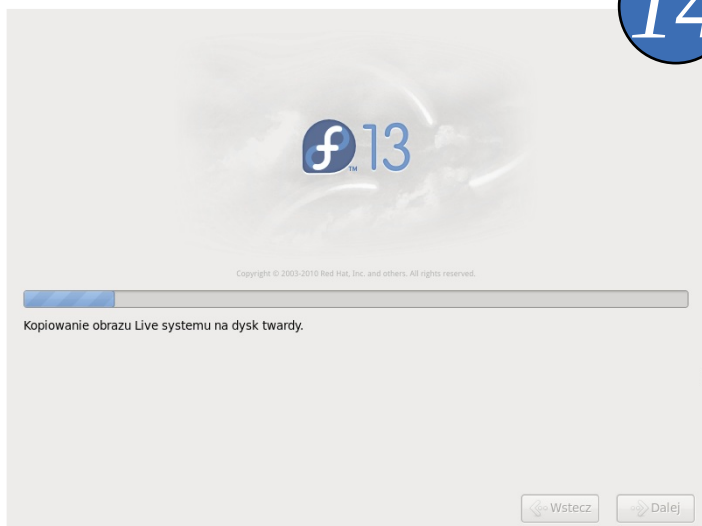 14
13
TM
Copyright © 2003-2010 Red Hat, Inc. and others. All rights reserved.
Kopiowanie obrazu Live systemu na dysk twardy.
Wstecz
Dalej